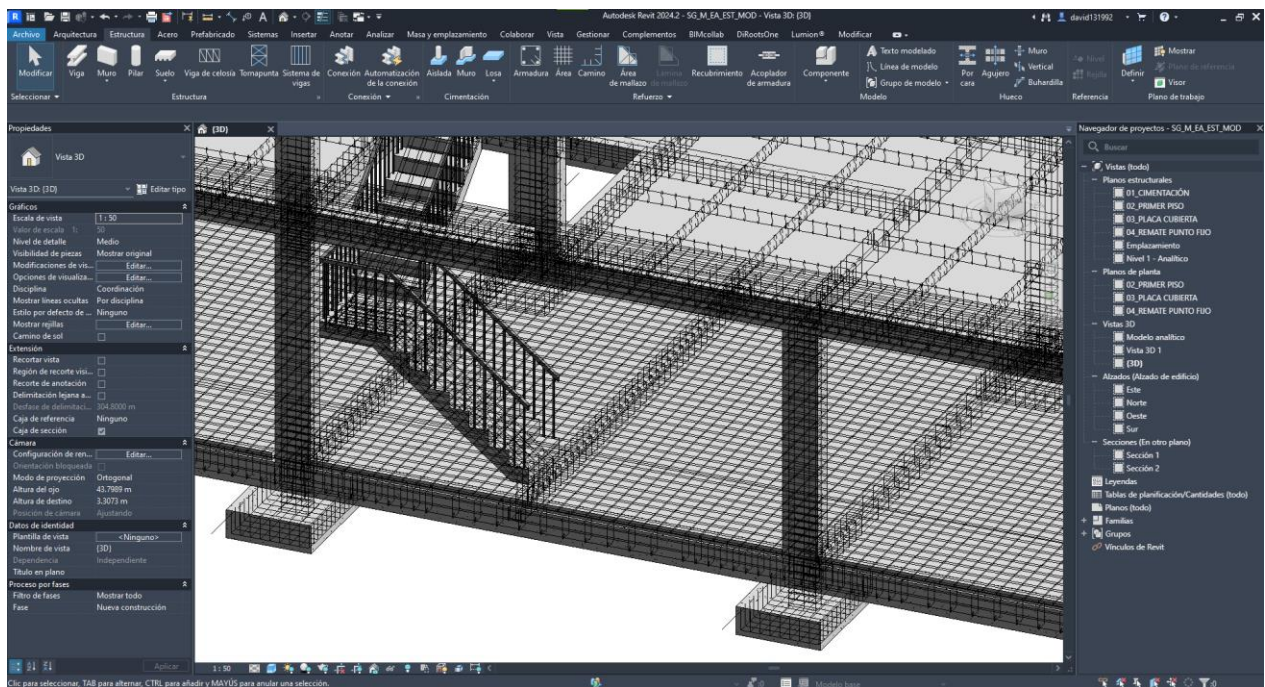 Autodesk Revit 2024.2 - SG_M_EA_EST_MOD - Vista 3D: {3D}
david131992
Archivo Arquitectura Estructura Acero Prefabricado Sistemas Insertar Anotar Analizar Masa y emplazamiento Colaborar Vista Gestionar Complementos BIMcollab DiRootsOne Lumion® Modificar
Modificar
Viga
Muro
Pilar
Suelo
Viga de celosía
Tornapunta
Sistema de vigas
Conexión
Automatización de la conexión
Aislada
Muro
Losa
Armadura
Área
Camino
Área de mallazo
Lámina de mallazo
Recubrimiento
Acoplador de armadura
Componente
Texto modelado
Línea de modelo
Grupo de modelo
Por cara
Agujero
Muro
Vertical
Buhardilla
Nivel
Rejilla
Definir
Mostrar
Plano de referencia
Visor
Seleccionar
Estructura
Conexión
Cimentación
Refuerzo
Modelo
Hueco
Referencia
Plano de trabajo
Propiedades
Vista 3D
Vista 3D: {3D}
Editar tipo
Gráficos
Escala de vista 1 : 50
Valor de escala 1: 50
Nivel de detalle Medio
Visibilidad de piezas Mostrar original
Modificaciones de vis... Editar...
Opciones de visualiza... Editar...
Disciplina Coordinación
Mostrar líneas ocultas Por disciplina
Estilo por defecto de ... Ninguno
Mostrar rejillas Editar...
Camino de sol
Extensión
Recortar vista
Región de recorte visi...
Recorte de anotación
Delimitación lejana a...
Desfase de delimitaci... 304.8000 m
Caja de referencia Ninguno
Caja de sección
Cámara
Configuración de ren... Editar...
Orientación bloqueada
Modo de proyección Ortogonal
Altura del ojo 43.7989 m
Altura de destino 3.3073 m
Posición de cámara Ajustando
Datos de identidad
Plantilla de vista <Ninguno>
Nombre de vista {3D}
Dependencia Independiente
Título en plano
Proceso por fases
Filtro de fases Mostrar todo
Fase Nueva construcción
Aplicar
{3D}
1 : 50
Navegador de proyectos - SG_M_EA_EST_MOD
Buscar
Vistas (todo)
Planos estructurales
01_CIMENTACIÓN
02_PRIMER PISO
03_PLACA CUBIERTA
04_REMATE PUNTO FIJO
Emplazamiento
Nivel 1 - Analítico
Planos de planta
02_PRIMER PISO
03_PLACA CUBIERTA
04_REMATE PUNTO FIJO
Vistas 3D
Modelo analítico
Vista 3D 1
{3D}
Alzados (Alzado de edificio)
Este
Norte
Oeste
Sur
Secciones (En otro plano)
Sección 1
Sección 2
Leyendas
Tablas de planificación/Cantidades (todo)
Planos (todo)
Familias
Grupos
Vínculos de Revit
Clic para seleccionar, TAB para alternar, CTRL para añadir y MAYÚS para anular una selección.
:0
Modelo base
:0